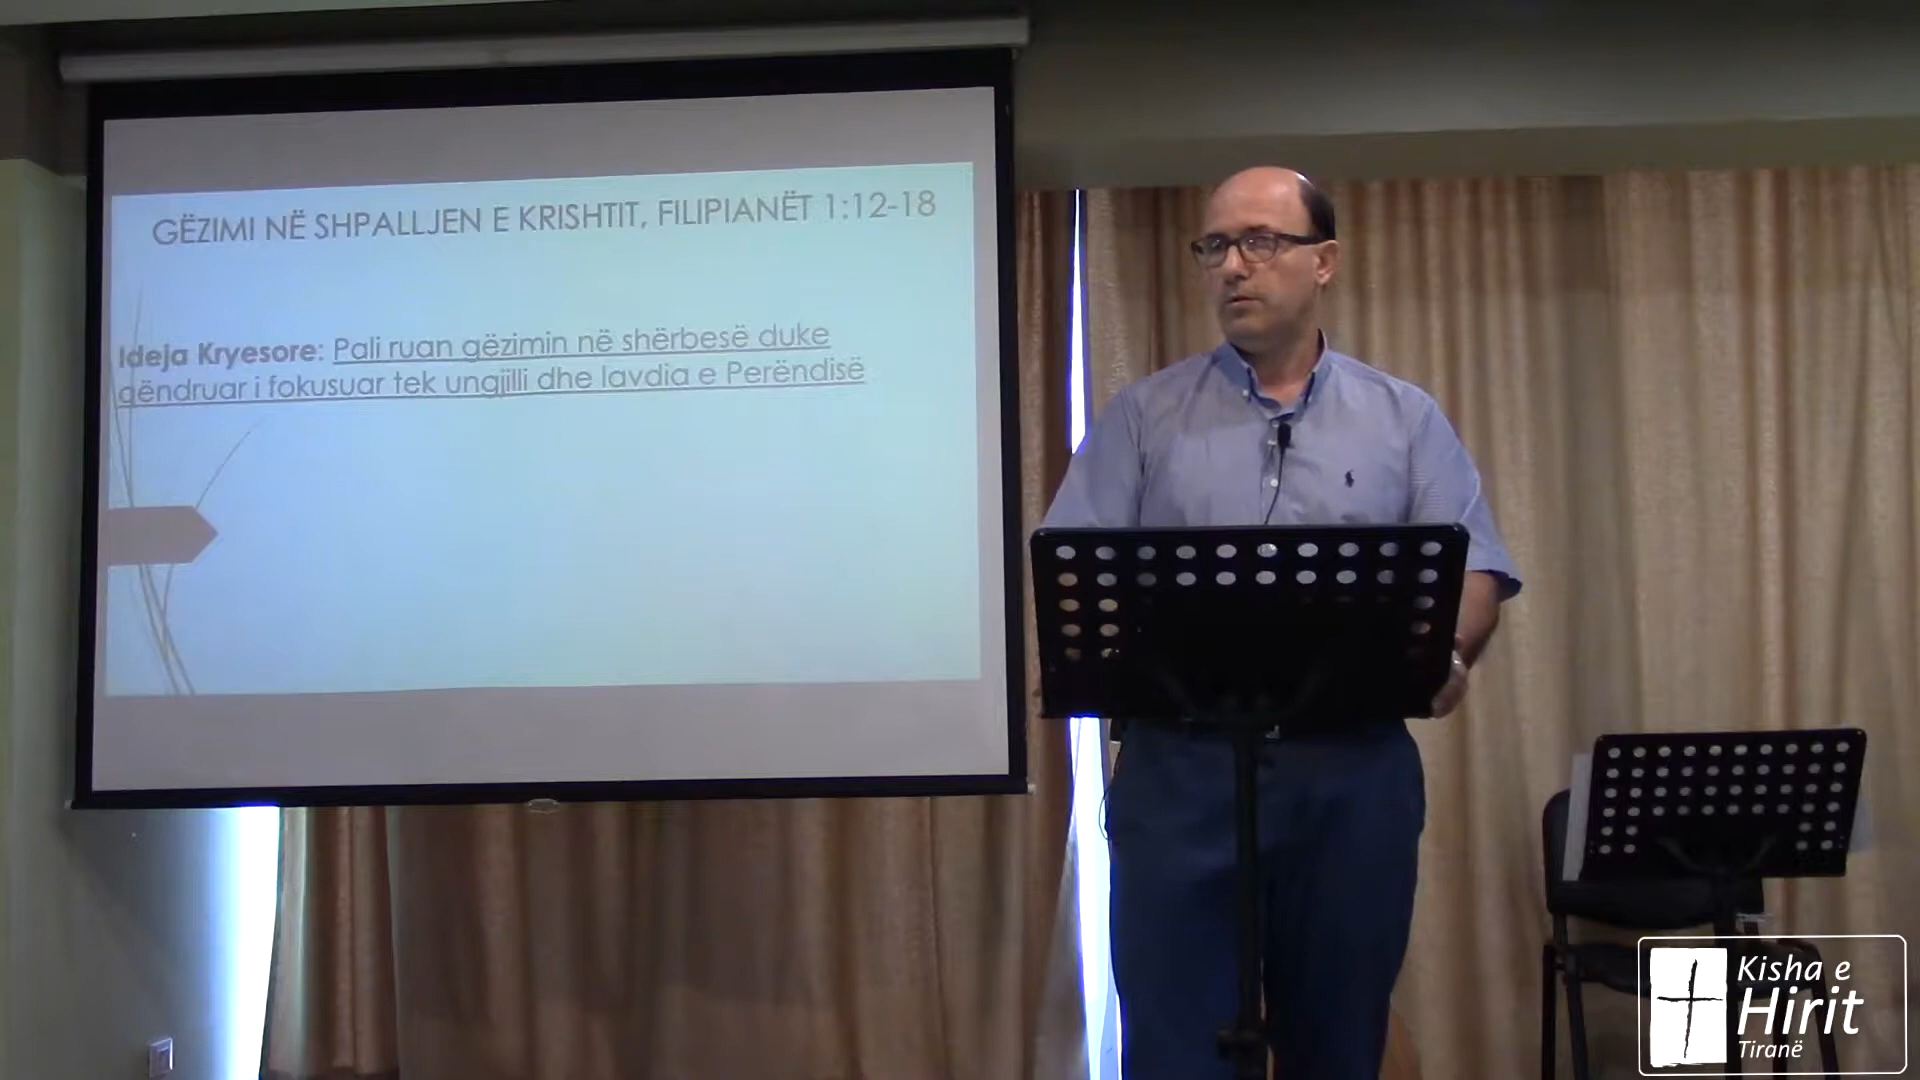 GËZIMI NË SHPALLJEN E KRISHTIT, FILIPIANËT 1:12-18
Ideja Kryesore: Pali ruan gëzimin në shërbesë duke
qëndruar i fokusuar tek ungjilli dhe lavdia e Perëndisë
Kisha e
Hirit
Tiranë